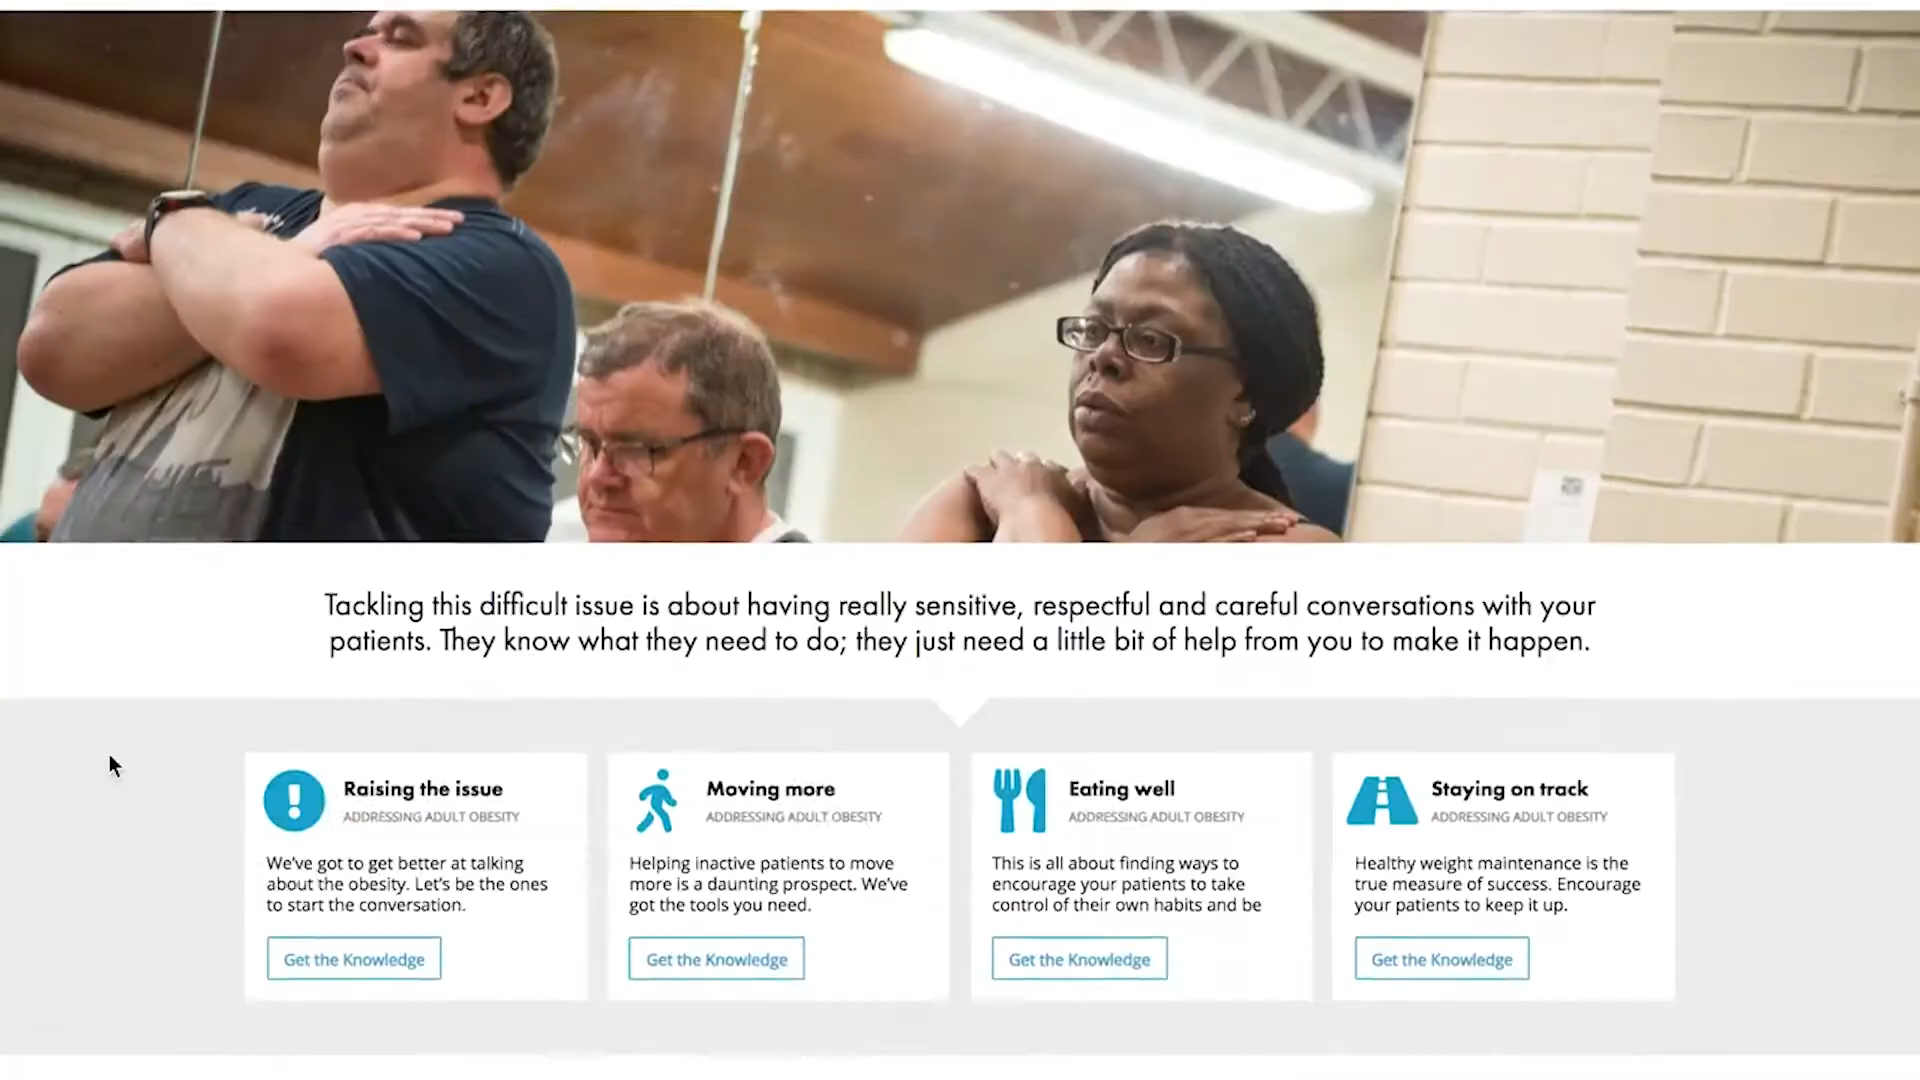 Tackling this difficult issue is about having really sensitive, respectful and careful conversations with your
patients. They know what they need to do; they just need a little bit of help from you to make it happen.
Raising the issue
ADDRESSING ADULT OBESITY
We've got to get better at talking
about the obesity. Let's be the ones
to start the conversation.
Get the Knowledge
Moving more
ADDRESSING ADULT OBESITY
Helping inactive patients to move
more is a daunting prospect. We've
got the tools you need.
Get the Knowledge
Eating well
ADDRESSING ADULT OBESITY
This is all about finding ways to
encourage your patients to take
control of their own habits and be
Get the Knowledge
Staying on track
ADDRESSING ADULT OBESITY
Healthy weight maintenance is the
true measure of success. Encourage
your patients to keep it up.
Get the Knowledge